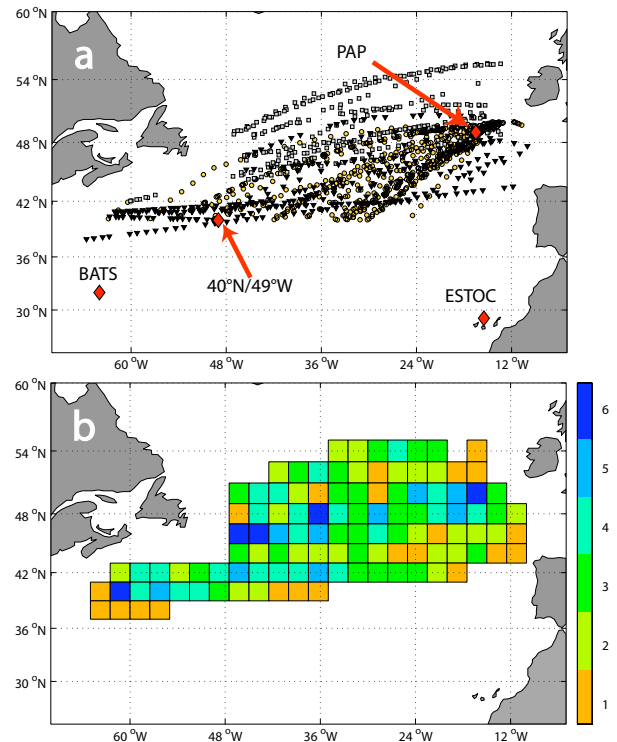 60 °N
54 °N
48 °N
42 °N
36 °N
30 °N
a
PAP
BATS
40°N/49°W
ESTOC
60 °W
48 °W
36 °W
24 °W
12 °W
60 °N
54 °N
48 °N
42 °N
36 °N
30 °N
b
60 °W
48 °W
36 °W
24 °W
12 °W
6
5
4
3
2
1